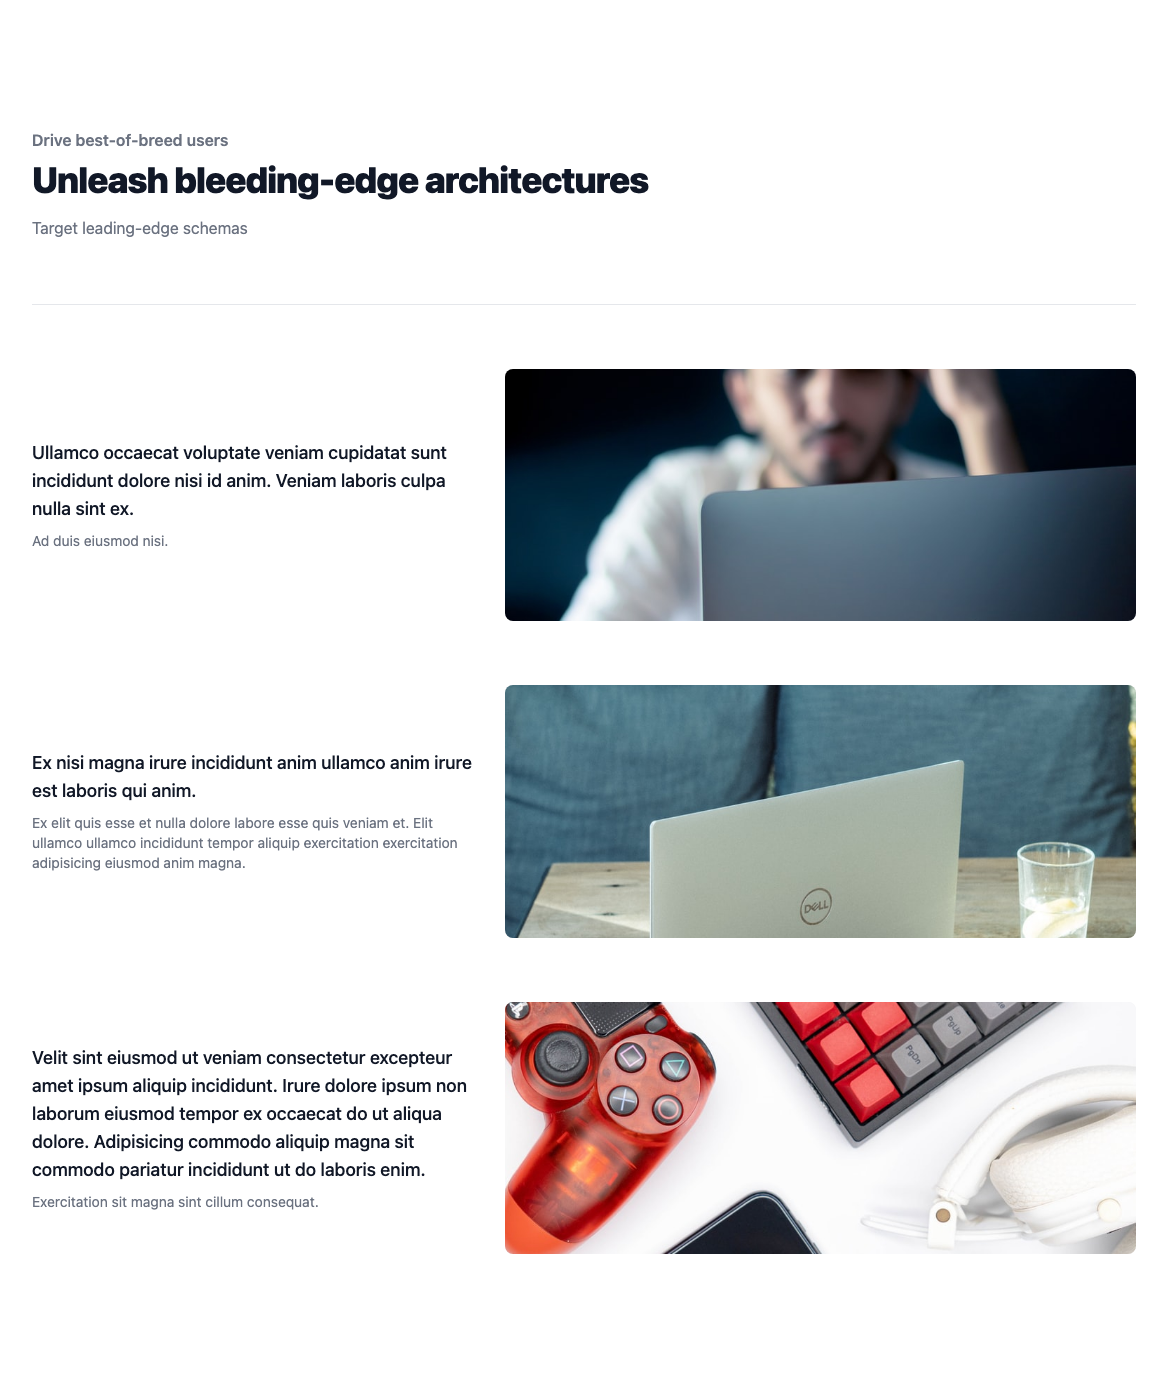 Drive best-of-breed users
Unleash bleeding-edge architectures
Target leading-edge schemas
Ullamco occaecat voluptate veniam cupidatat sunt
incididunt dolore nisi id anim. Veniam laboris culpa
nulla sint ex.
Ad duis eiusmod nisi.
Ex nisi magna irure incididunt anim ullamco anim irure
est laboris qui anim.
Ex elit quis esse et nulla dolore labore esse quis veniam et. Elit
ullamco ullamco incididunt tempor aliquip exercitation exercitation
adipisicing eiusmod anim magna.
DELL
Velit sint eiusmod ut veniam consectetur excepteur
amet ipsum aliquip incididunt. Irure dolore ipsum non
laborum eiusmod tempor ex occaecat do ut aliqua
dolore. Adipisicing commodo aliquip magna sit
commodo pariatur incididunt ut do laboris enim.
Exercitation sit magna sint cillum consequat.
PgUp
PgDn